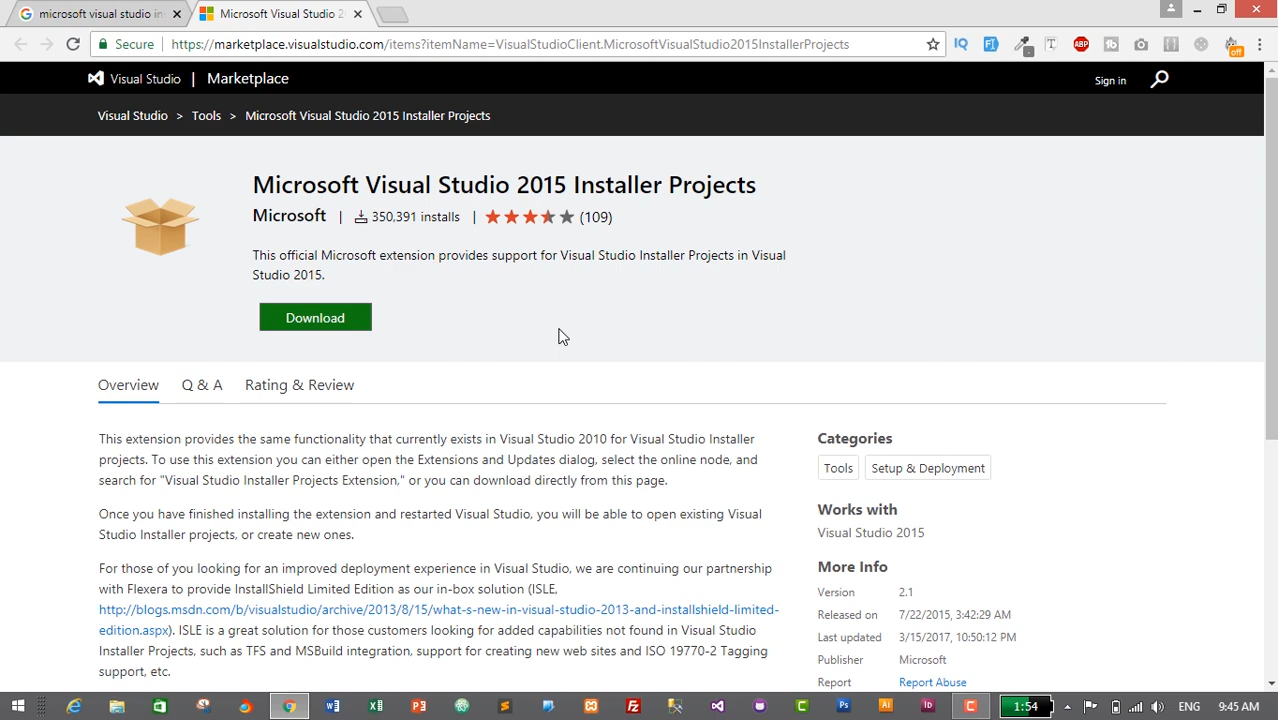 microsoft visual studio in
Microsoft Visual Studio 2
Secure
https://marketplace.visualstudio.com/items?itemName=VisualStudioClient.MicrosoftVisualStudio2015InstallerProjects
Visual Studio | Marketplace
Sign in
Visual Studio > Tools > Microsoft Visual Studio 2015 Installer Projects
Microsoft Visual Studio 2015 Installer Projects
Microsoft | 350,391 installs | (109)
This official Microsoft extension provides support for Visual Studio Installer Projects in Visual
Studio 2015.
Download
Overview Q & A Rating & Review
This extension provides the same functionality that currently exists in Visual Studio 2010 for Visual Studio Installer
projects. To use this extension you can either open the Extensions and Updates dialog, select the online node, and
search for "Visual Studio Installer Projects Extension," or you can download directly from this page.
Once you have finished installing the extension and restarted Visual Studio, you will be able to open existing Visual
Studio Installer projects, or create new ones.
For those of you looking for an improved deployment experience in Visual Studio, we are continuing our partnership
with Flexera to provide InstallShield Limited Edition as our in-box solution (ISLE,
http://blogs.msdn.com/b/visualstudio/archive/2013/8/15/what-s-new-in-visual-studio-2013-and-installshield-limited-
edition.aspx). ISLE is a great solution for those customers looking for added capabilities not found in Visual Studio
Installer Projects, such as TFS and MSBuild integration, support for creating new web sites and ISO 19770-2 Tagging
support, etc.
Categories
Tools Setup & Deployment
Works with
Visual Studio 2015
More Info
Version 2.1
Released on 7/22/2015, 3:42:29 AM
Last updated 3/15/2017, 10:50:12 PM
Publisher Microsoft
Report Report Abuse
1:54
ENG
9:45 AM